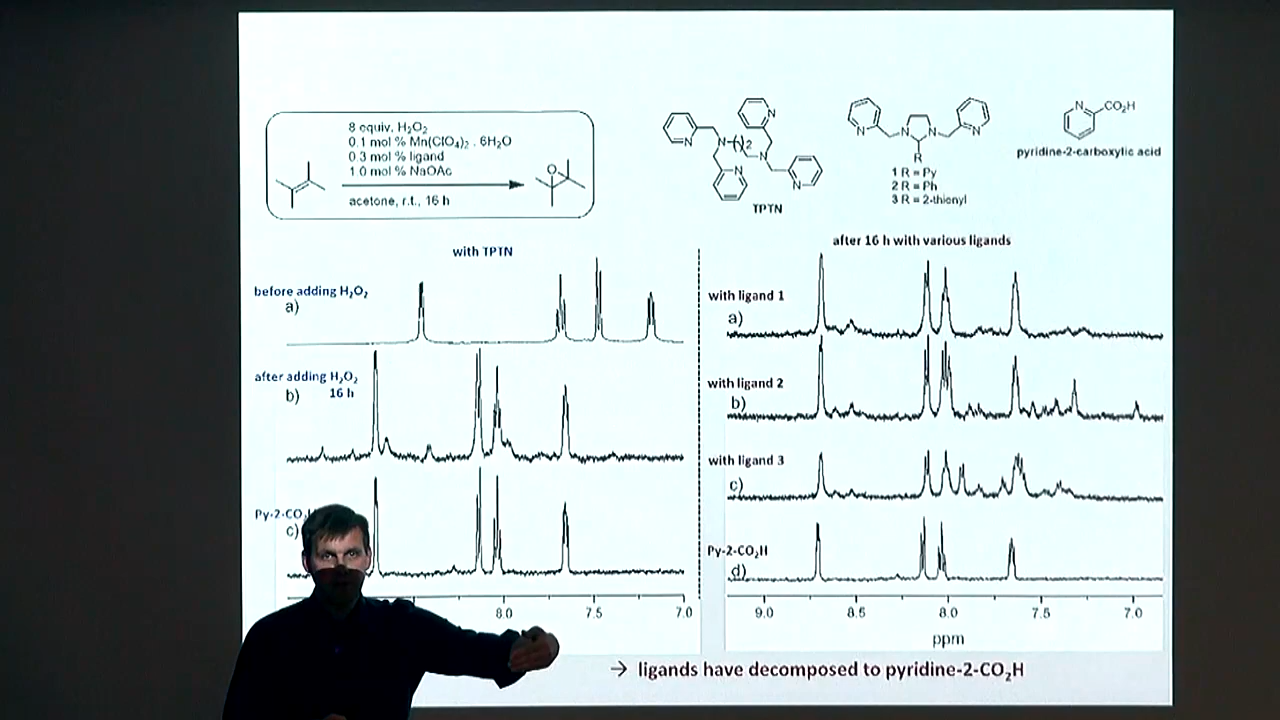 8 equiv. H₂O₂
0.1 mol % Mn(ClO₄)₂ . 6H₂O
0.3 mol % ligand
1.0 mol % NaOAc
acetone, r.t., 16 h
O
N
N
N
N
2
N
N
TPTN
N
N
N
N
R
1 R = Py
2 R = Ph
3 R = 2-thienyl
N
CO₂H
pyridine-2-carboxylic acid
with TPTN
before adding H₂O₂
a)
after adding H₂O₂
b) 16 h
c)
8.0 7.5 7.0
after 16 h with various ligands
with ligand 1
a)
with ligand 2
b)
with ligand 3
c)
Py-2-CO₂H
d)
9.0 8.5 8.0 7.5 7.0
ppm
→ ligands have decomposed to pyridine-2-CO₂H